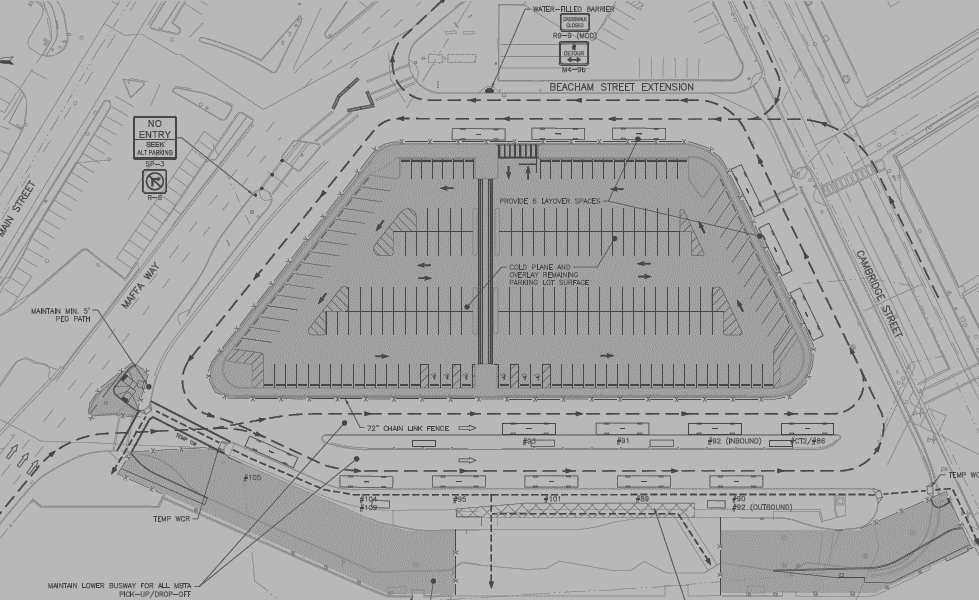 WATER-FILLED BARRIER
CROSSWALK
CLOSED
R9-9 (MOD)
DETOUR
M4-9b
BEACHAM STREET EXTENSION
NO
ENTRY
SEEK
ALT PARKING
SP-3
R-6
MAIN STREET
MAFFA WAY
CAMBRIDGE STREET
PROVIDE 6 LAYOVER SPACES
COLD PLANE AND
OVERLAY REMAINING
PARKING LOT SURFACE
MAINTAIN MIN. 5'
PED PATH
72" CHAIN LINK FENCE
#93
#91
#92 (INBOUND)
#CT2/#86
TEMP CW
#105
TEMP WCR
#104
#109
#95
#101
#89
#90
#92 (OUTBOUND)
TEMP WC
MAINTAIN LOWER BUSWAY FOR ALL MBTA
PICK-UP/DROP-OFF